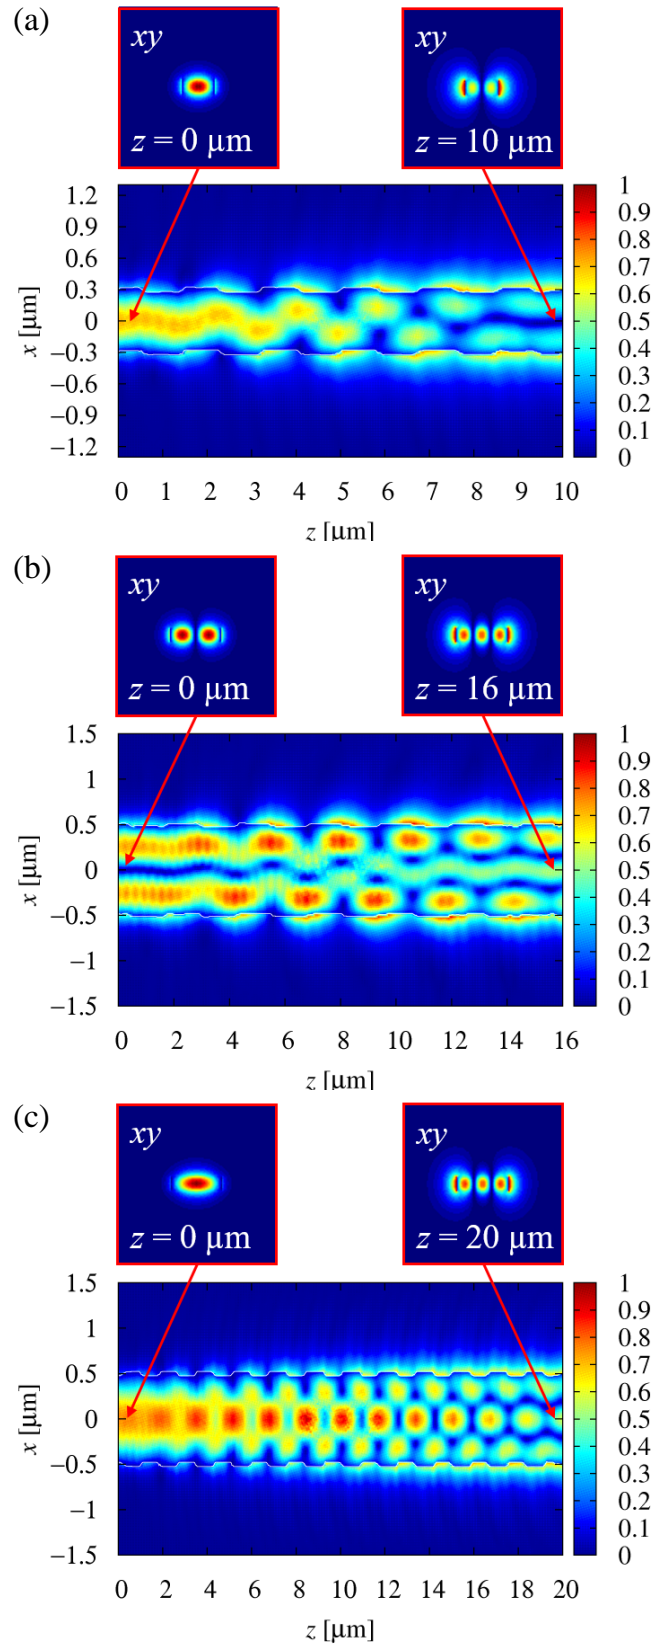 (a)
xy
z = 0 µm
xy
z = 10 µm
1.2
0.9
0.6
0.3
0
−0.3
−0.6
−0.9
−1.2
x [µm]
0 1 2 3 4 5 6 7 8 9 10
z [µm]
1
0.9
0.8
0.7
0.6
0.5
0.4
0.3
0.2
0.1
0
(b)
xy
z = 0 µm
xy
z = 16 µm
1.5
1
0.5
0
−0.5
−1
−1.5
x [µm]
0 2 4 6 8 10 12 14 16
z [µm]
1
0.9
0.8
0.7
0.6
0.5
0.4
0.3
0.2
0.1
0
(c)
xy
z = 0 µm
xy
z = 20 µm
1.5
1
0.5
0
−0.5
−1
−1.5
x [µm]
0 2 4 6 8 10 12 14 16 18 20
z [µm]
1
0.9
0.8
0.7
0.6
0.5
0.4
0.3
0.2
0.1
0